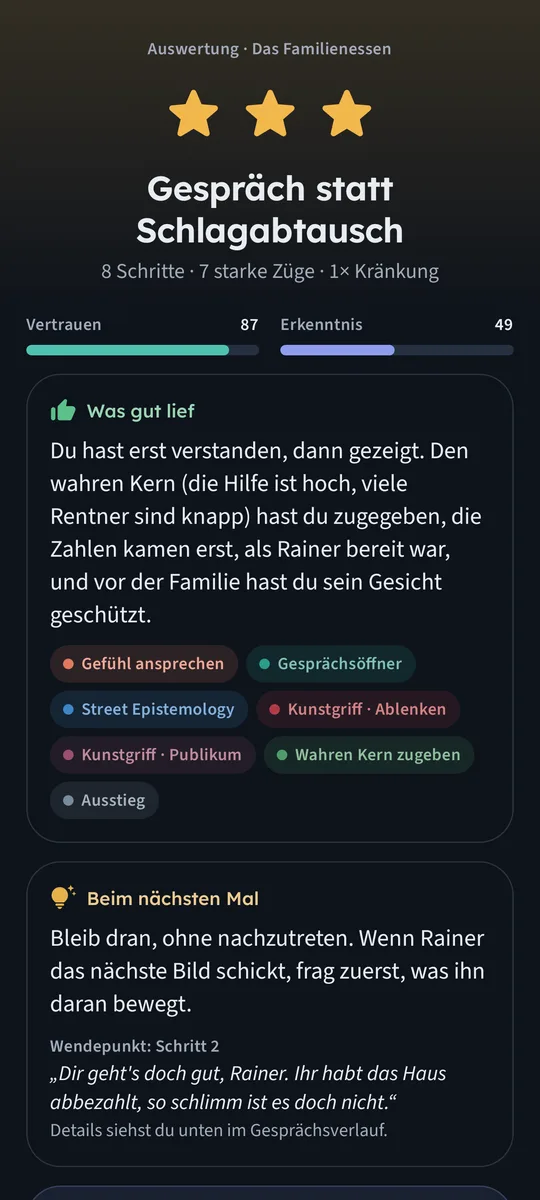 Auswertung · Das Familienessen
Gespräch statt
Schlagabtausch
8 Schritte · 7 starke Züge · 1× Kränkung
Vertrauen 87 Erkenntnis 49
Was gut lief
Du hast erst verstanden, dann gezeigt. Den
wahren Kern (die Hilfe ist hoch, viele
Rentner sind knapp) hast du zugegeben, die
Zahlen kamen erst, als Rainer bereit war,
und vor der Familie hast du sein Gesicht
geschützt.
Gefühl ansprechen Gesprächsöffner
Street Epistemology Kunstgriff · Ablenken
Kunstgriff · Publikum Wahren Kern zugeben
Ausstieg
Beim nächsten Mal
Bleib dran, ohne nachzutreten. Wenn Rainer
das nächste Bild schickt, frag zuerst, was ihn
daran bewegt.
Wendepunkt: Schritt 2
„Dir geht's doch gut, Rainer. Ihr habt das Haus
abbezahlt, so schlimm ist es doch nicht.“
Details siehst du unten im Gesprächsverlauf.